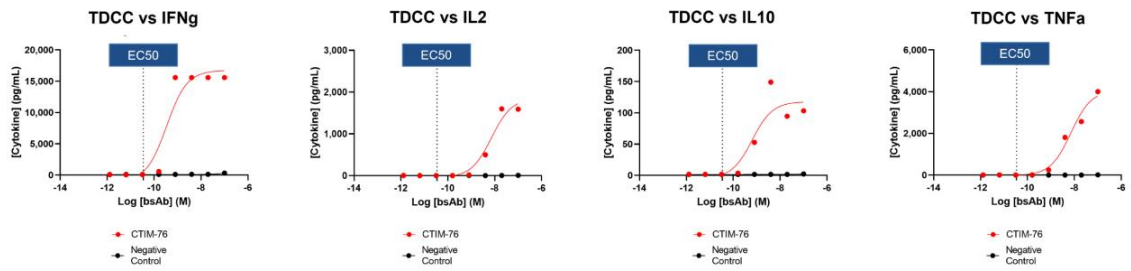 TDCC vs IFNg
[Cytokine] (pg/mL)
20,000
15,000
10,000
5,000
0
EC50
-14 -12 -10 -8 -6
Log [bsAb] (M)
CTIM-76
Negative
Control
TDCC vs IL2
[Cytokine] (pg/mL)
3,000
2,000
1,000
0
EC50
-14 -12 -10 -8 -6
Log [bsAb] (M)
CTIM-76
Negative
Control
TDCC vs IL10
[Cytokine] (pg/mL)
200
150
100
50
0
EC50
-14 -12 -10 -8 -6
Log [bsAb] (M)
CTIM-76
Negative
Control
TDCC vs TNFa
[Cytokine] (pg/mL)
6,000
4,000
2,000
0
EC50
-14 -12 -10 -8 -6
Log [bsAb] (M)
CTIM-76
Negative
Control